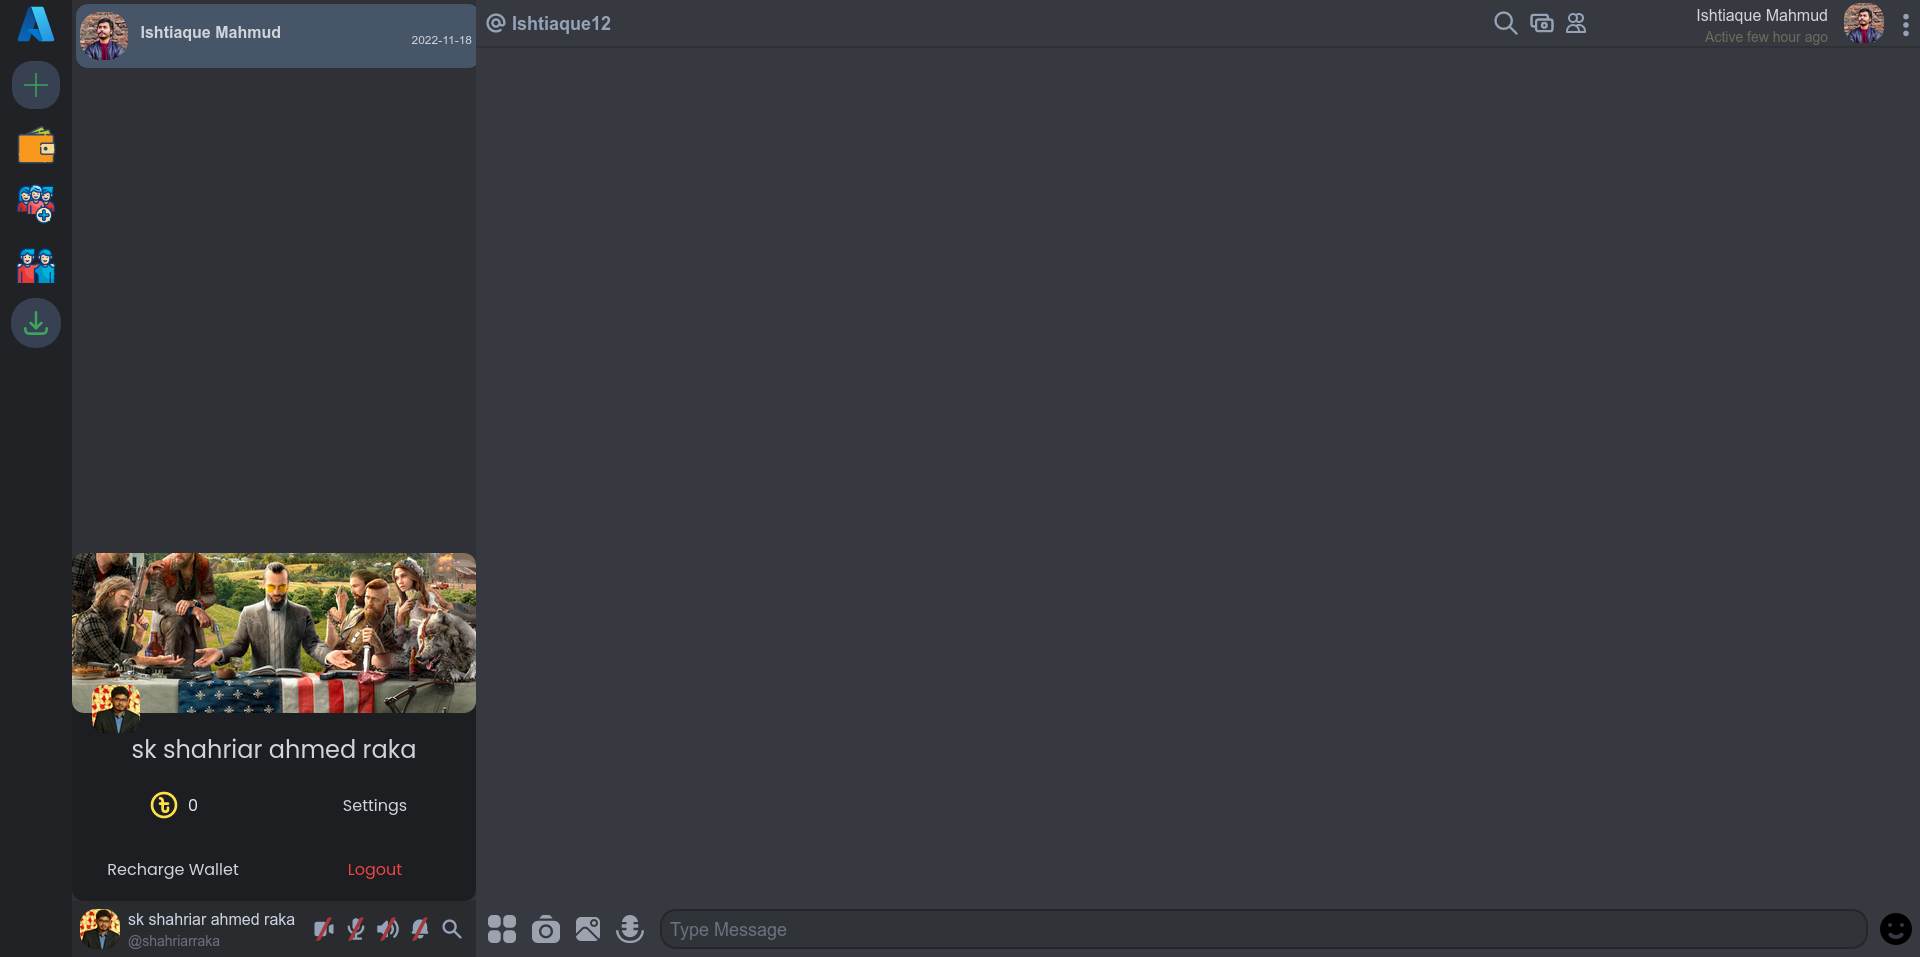 Ishtiaque Mahmud
2022-11-18
Ishtiaque12
Ishtiaque Mahmud
Active few hour ago
sk shahriar ahmed raka
0
Settings
Recharge Wallet
Logout
sk shahriar ahmed raka
@shahriarraka
Type Message